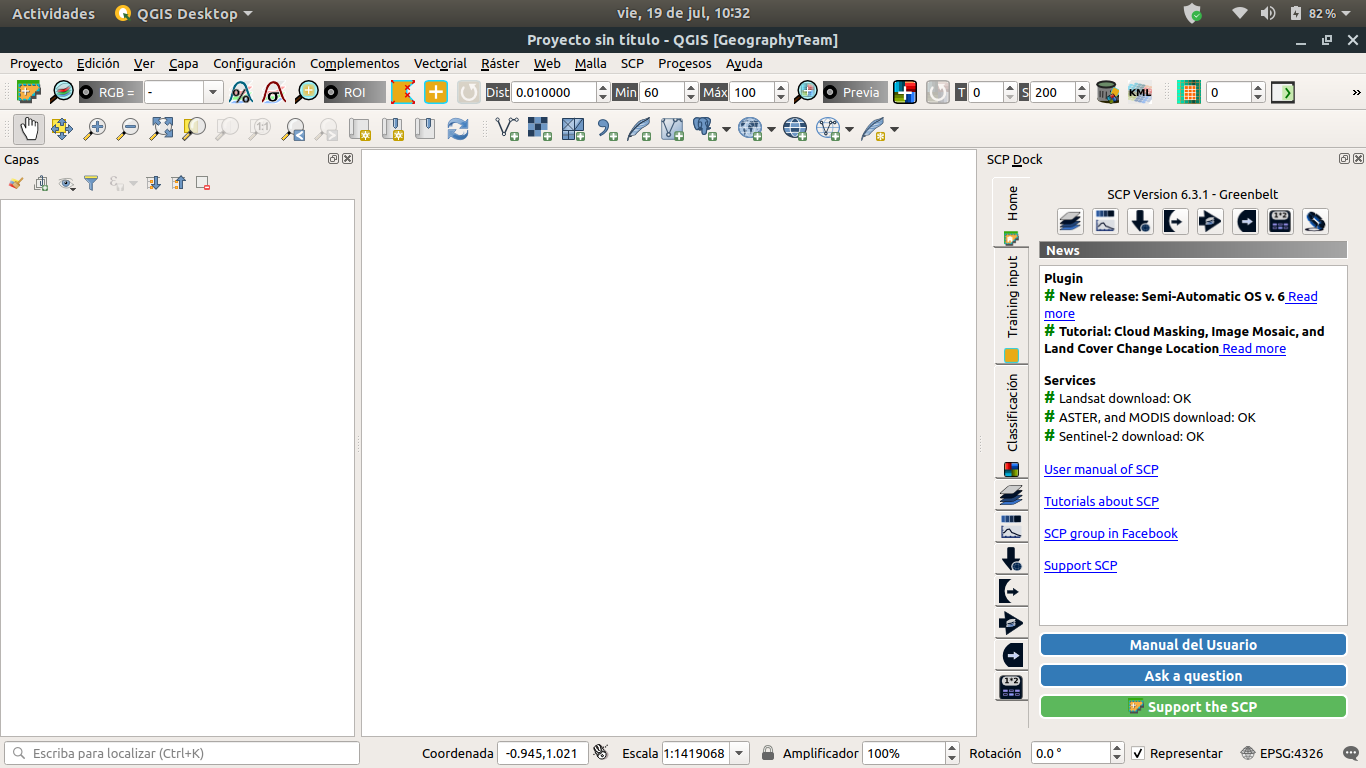 Actividades QGIS Desktop vie, 19 de jul, 10:32 82%
Proyecto sin título - QGIS [GeographyTeam]
Proyecto Edición Ver Capa Configuración Complementos Vectorial Ráster Web Malla SCP Procesos Ayuda
RGB = - ROI Dist 0.010000 Min 60 Máx 100 Previa T 0 S 200 KML 0 »
1:1
Capas
SCP Dock
Home
Training input
Classificación
SCP Version 6.3.1 - Greenbelt
1*2
News
Plugin
# New release: Semi-Automatic OS v. 6 Read
more
# Tutorial: Cloud Masking, Image Mosaic, and
Land Cover Change Location Read more
Services
# Landsat download: OK
# ASTER, and MODIS download: OK
# Sentinel-2 download: OK
User manual of SCP
Tutorials about SCP
SCP group in Facebook
Support SCP
1*2
Manual del Usuario
Ask a question
Support the SCP
Escriba para localizar (Ctrl+K) Coordenada -0.945,1.021 Escala 1:1419068 Amplificador 100% Rotación 0.0 ° Representar EPSG:4326